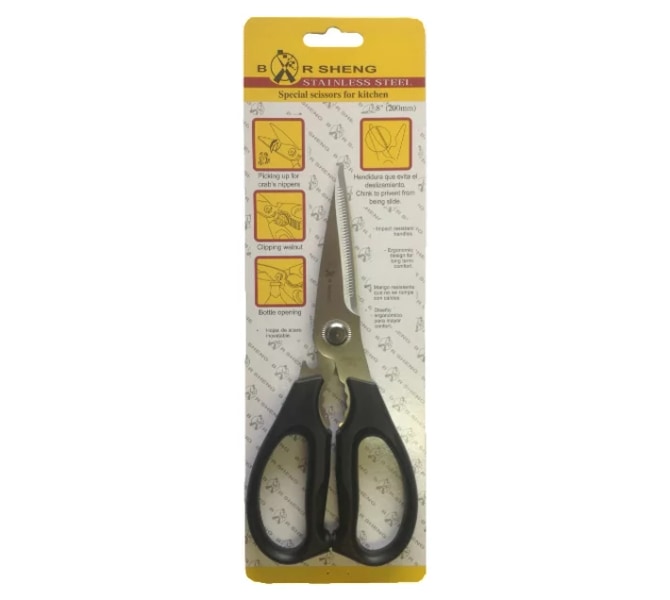 B R SHENG
STAINLESS STEEL
Special scissors for kitchen
8" (200mm)
Picking up for
crab's nippers
Clipping walnut
Bottle opening
Hendidura que evita el
deslizamiento.
Chink to prevent from
being slide.
- Impact resistant
handles.
- Ergonomic
design for
long term
comfort.
Mango resistente
que no se rompe
con caidas.
Diseño
ergonomico
para mayor
confort.
Hojas de acero
inoxidable.